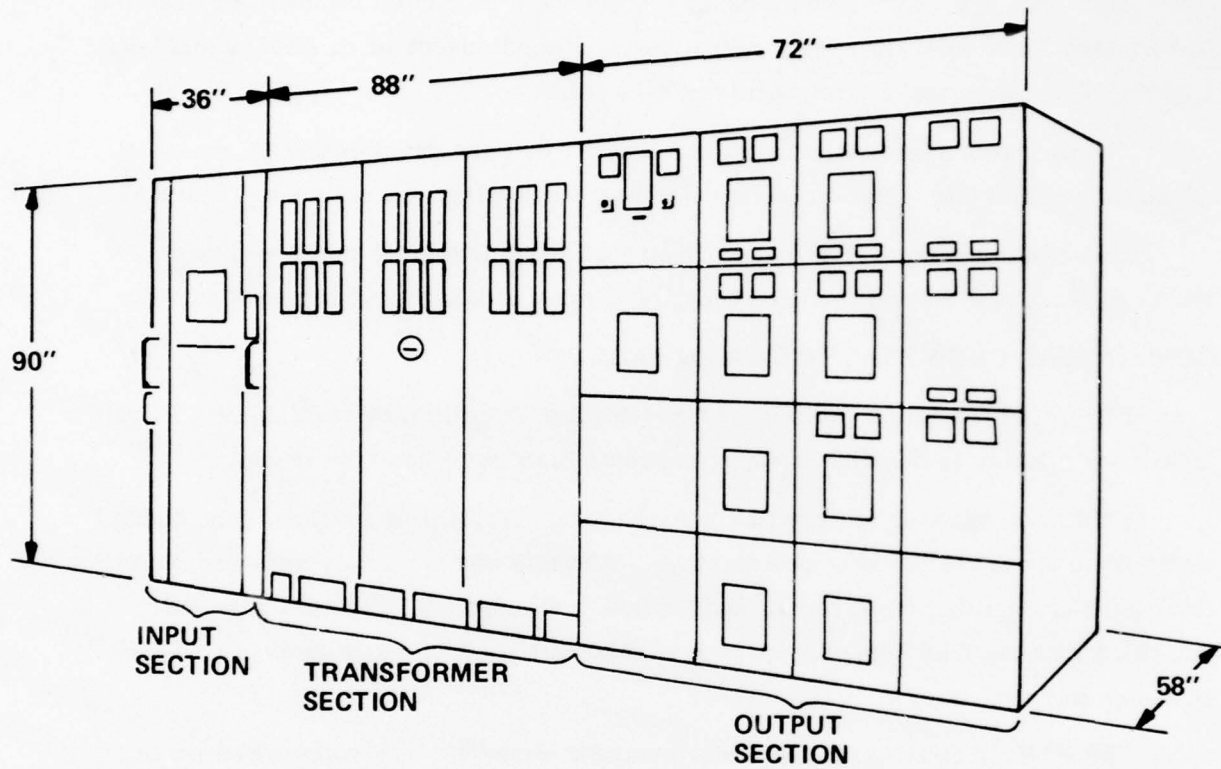 72"
88"
36"
90"
INPUT
SECTION
TRANSFORMER
SECTION
OUTPUT
SECTION
58"